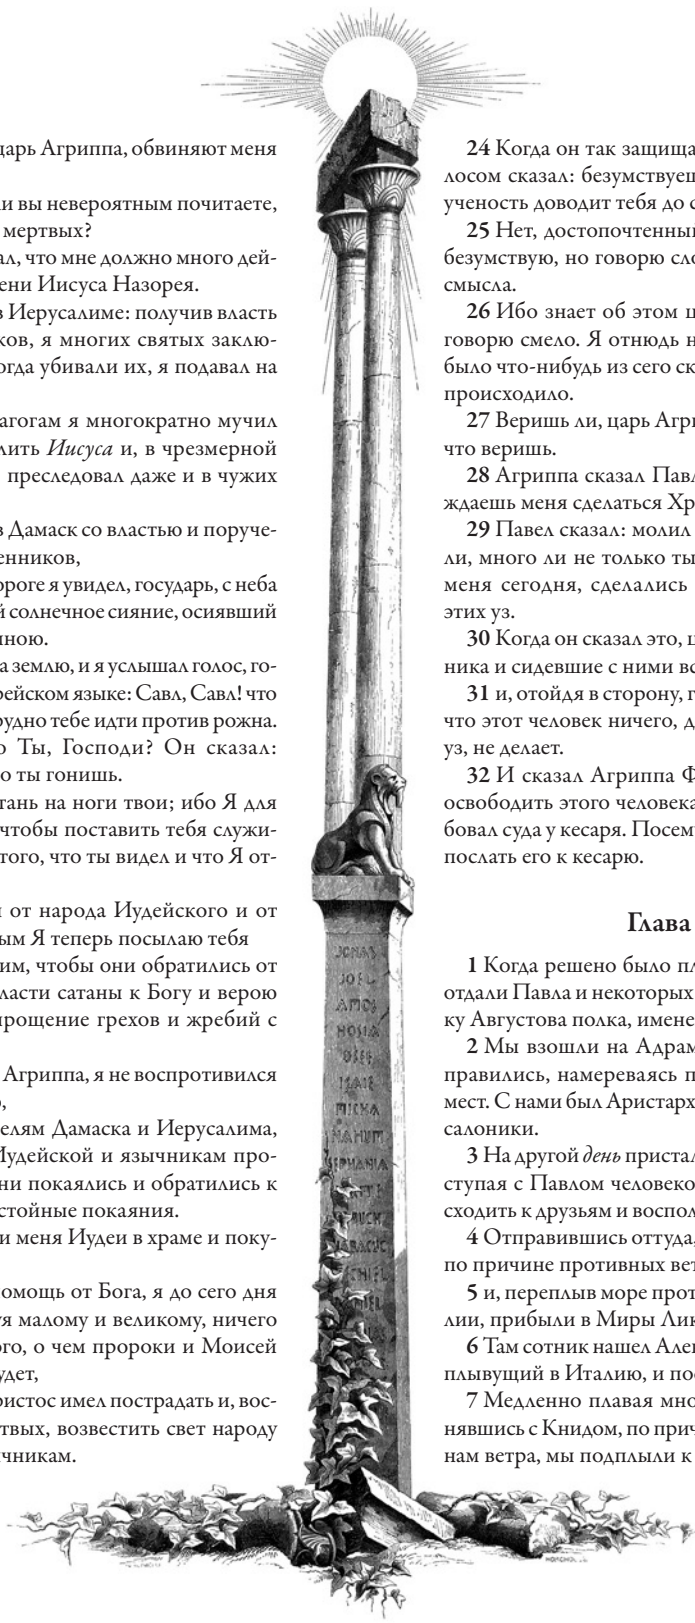 царь Агриппа, обвиняют меня
и вы невероятным почитаете,
мертвых?
ал, что мне должно много дей-
ени Иисуса Назорея.
в Иерусалиме: получив власть
ков, я многих святых заклю-
огда убивали их, я подавал на
агогам я многократно мучил
лить Иисуса и, в чрезмерной
преследовал даже и в чужих
в Дамаск со властью и поруче-
енников,
ороге я увидел, государь, с неба
й солнечное сияние, осиявший
мною.
а землю, и я услышал голос, го-
рейском языке: Савл, Савл! что
рудно тебе идти против рожна.
о Ты, Господи? Он сказал:
о ты гонишь.
тань на ноги твои; ибо Я для
чтобы поставить тебя служи-
того, что ты видел и что Я от-
и от народа Иудейского и от
ым Я теперь посылаю тебя
им, чтобы они обратились от
ласти сатаны к Богу и верою
прощение грехов и жребий с
Агриппа, я не воспротивился
о,
елям Дамаска и Иерусалима,
Иудейской и язычникам про-
ни покаялись и обратились к
стойные покаяния.
и меня Иудеи в храме и поку-
омощь от Бога, я до сего дня
уя малому и великому, ничего
ого, о чем пророки и Моисей
удет,
ристос имел пострадать и, вос-
твых, возвестить свет народу
ычникам.
JONAS
JOEL
AMOS
HOSIA
OSEE
ISAIE
MICHA
NAHUM
SEPHANIA
24 Когда он так защища
лосом сказал: безумствуеш
ученость доводит тебя до с
25 Нет, достопочтенны
безумствую, но говорю сло
смысла.
26 Ибо знает об этом ц
говорю смело. Я отнюдь н
было что-нибудь из сего ск
происходило.
27 Веришь ли, царь Агри
что веришь.
28 Агриппа сказал Павл
ждаешь меня сделаться Хр
29 Павел сказал: молил
ли, много ли не только ты
меня сегодня, сделались
этих уз.
30 Когда он сказал это, ц
ника и сидевшие с ними вс
31 и, отойдя в сторону, г
что этот человек ничего, д
уз, не делает.
32 И сказал Агриппа Ф
освободить этого человека
бовал суда у кесаря. Посем
послать его к кесарю.
Глава
1 Когда решено было пл
отдали Павла и некоторых
ку Августова полка, имене
2 Мы взошли на Адрам
правились, намереваясь п
мест. С нами был Аристарх
салоники.
3 На другой день пристал
ступая с Павлом человеко
сходить к друзьям и воспол
4 Отправившись оттуда,
по причине противных вет
5 и, переплыв море прот
лии, прибыли в Миры Лик
6 Там сотник нашел Алек
плывущий в Италию, и пос
7 Медленно плавая мно
нявшись с Книдом, по прич
нам ветра, мы подплыли к